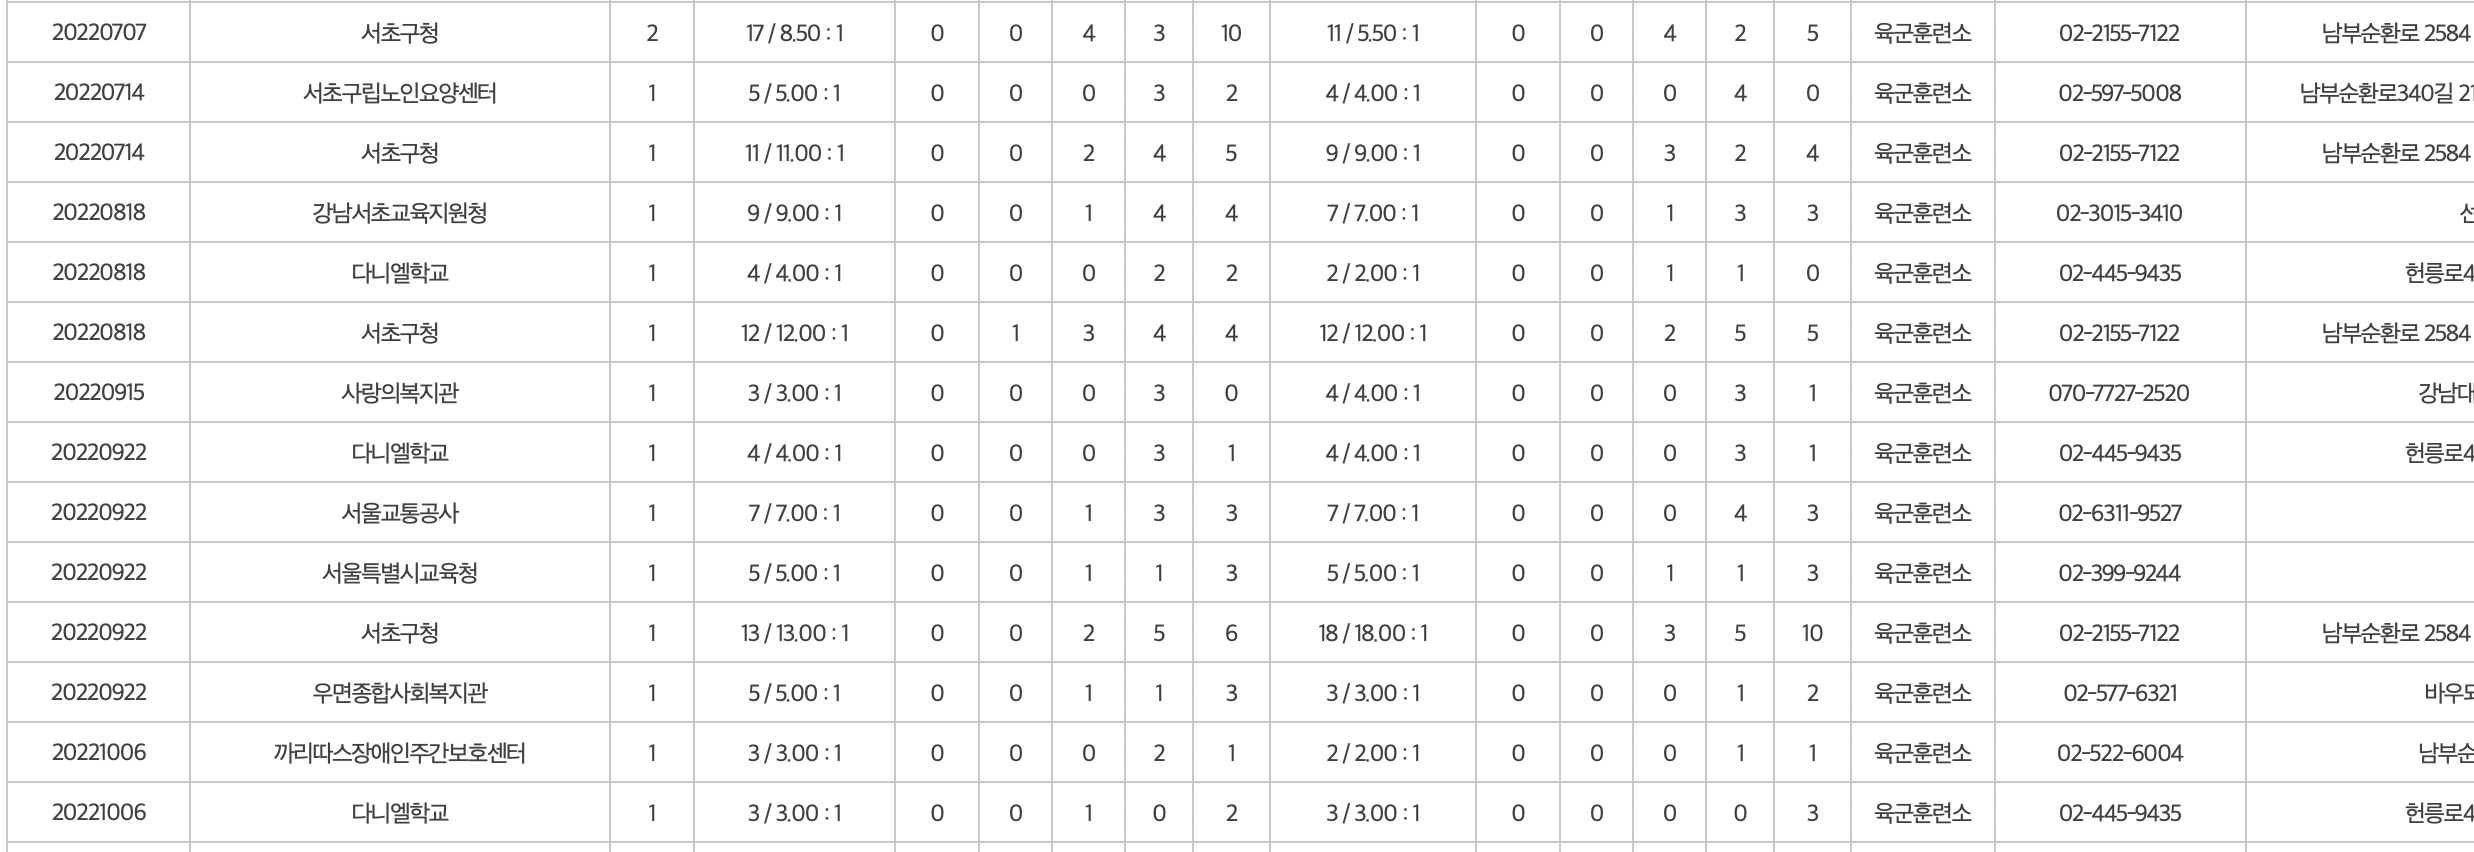 20220707 서초구청 2 17 / 8.50 : 1 0 0 4 3 10 11 / 5.50 : 1 0 0 4 2 5 육군훈련소 02-2155-7122 남부순환로 2584
20220714 서초구립노인요양센터 1 5 / 5.00 : 1 0 0 0 3 2 4 / 4.00 : 1 0 0 0 4 0 육군훈련소 02-597-5008 남부순환로340길 21
20220714 서초구청 1 11 / 11.00 : 1 0 0 2 4 5 9 / 9.00 : 1 0 0 3 2 4 육군훈련소 02-2155-7122 남부순환로 2584
20220818 강남서초교육지원청 1 9 / 9.00 : 1 0 0 1 4 4 7 / 7.00 : 1 0 0 1 3 3 육군훈련소 02-3015-3410
20220818 다니엘학교 1 4 / 4.00 : 1 0 0 0 2 2 2 / 2.00 : 1 0 0 1 1 0 육군훈련소 02-445-9435 헌릉로4
20220818 서초구청 1 12 / 12.00 : 1 0 1 3 4 4 12 / 12.00 : 1 0 0 2 5 5 육군훈련소 02-2155-7122 남부순환로 2584
20220915 사랑의복지관 1 3 / 3.00 : 1 0 0 0 3 0 4 / 4.00 : 1 0 0 0 3 1 육군훈련소 070-7727-2520 강남대
20220922 다니엘학교 1 4 / 4.00 : 1 0 0 0 3 1 4 / 4.00 : 1 0 0 0 3 1 육군훈련소 02-445-9435 헌릉로4
20220922 서울교통공사 1 7 / 7.00 : 1 0 0 1 3 3 7 / 7.00 : 1 0 0 0 4 3 육군훈련소 02-6311-9527
20220922 서울특별시교육청 1 5 / 5.00 : 1 0 0 1 1 3 5 / 5.00 : 1 0 0 1 1 3 육군훈련소 02-399-9244
20220922 서초구청 1 13 / 13.00 : 1 0 0 2 5 6 18 / 18.00 : 1 0 0 3 5 10 육군훈련소 02-2155-7122 남부순환로 2584
20220922 우면종합사회복지관 1 5 / 5.00 : 1 0 0 1 1 3 3 / 3.00 : 1 0 0 0 1 2 육군훈련소 02-577-6321 바우
20221006 까리따스장애인주간보호센터 1 3 / 3.00 : 1 0 0 0 2 1 2 / 2.00 : 1 0 0 0 1 1 육군훈련소 02-522-6004 남부순
20221006 다니엘학교 1 3 / 3.00 : 1 0 0 1 0 2 3 / 3.00 : 1 0 0 0 0 3 육군훈련소 02-445-9435 헌릉로4